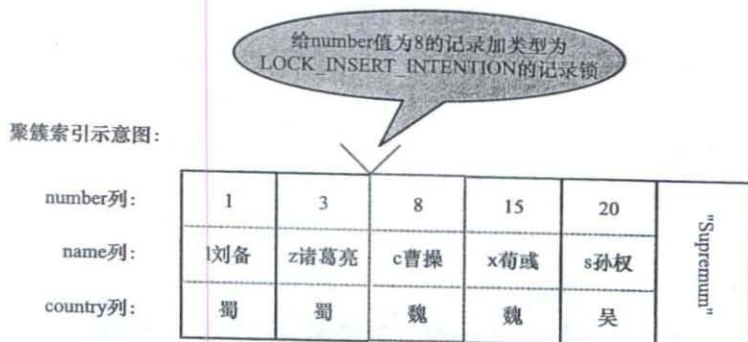 给number值为8的记录加类型为
LOCK_INSERT_INTENTION的记录锁
聚簇索引示意图:
number列: 1 3 8 15 20 "Supremum"
name列: l刘备 z诸葛亮 c曹操 x荀彧 s孙权
country列: 蜀 蜀 魏 魏 吴